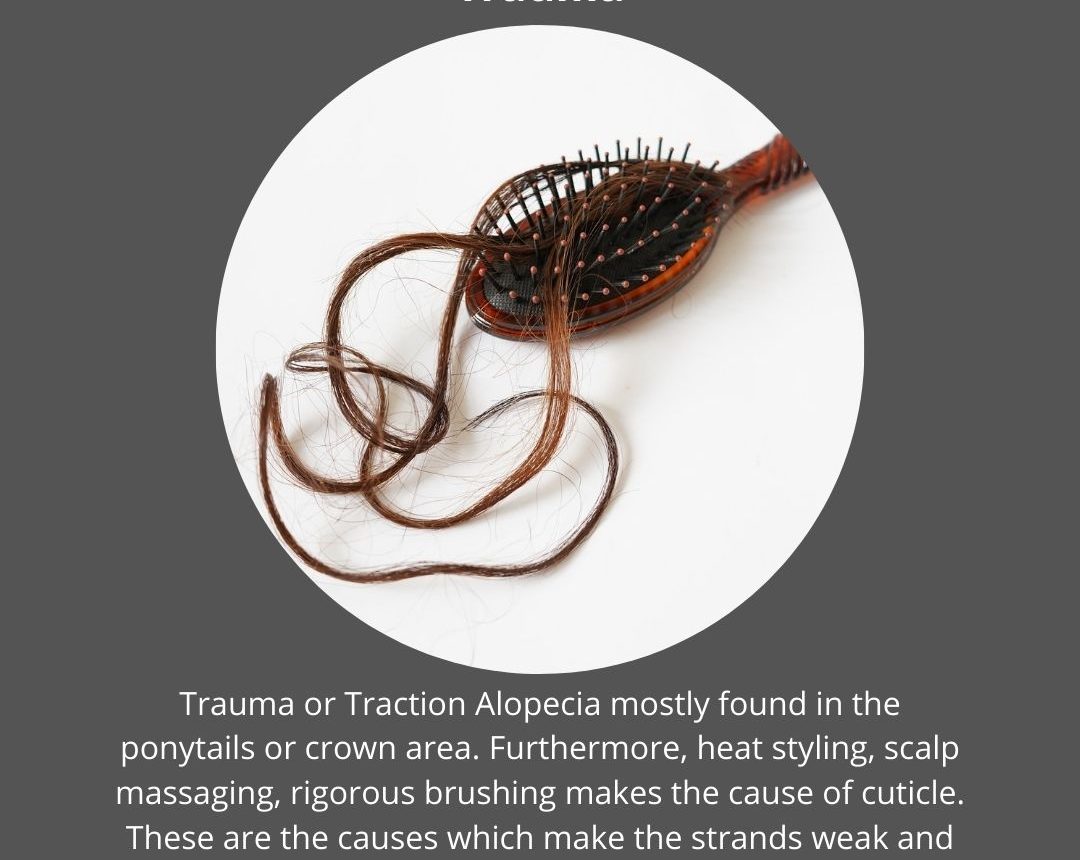 Trauma or Traction Alopecia mostly found in the
ponytails or crown area. Furthermore, heat styling, scalp
massaging, rigorous brushing makes the cause of cuticle.
These are the causes which make the strands weak and